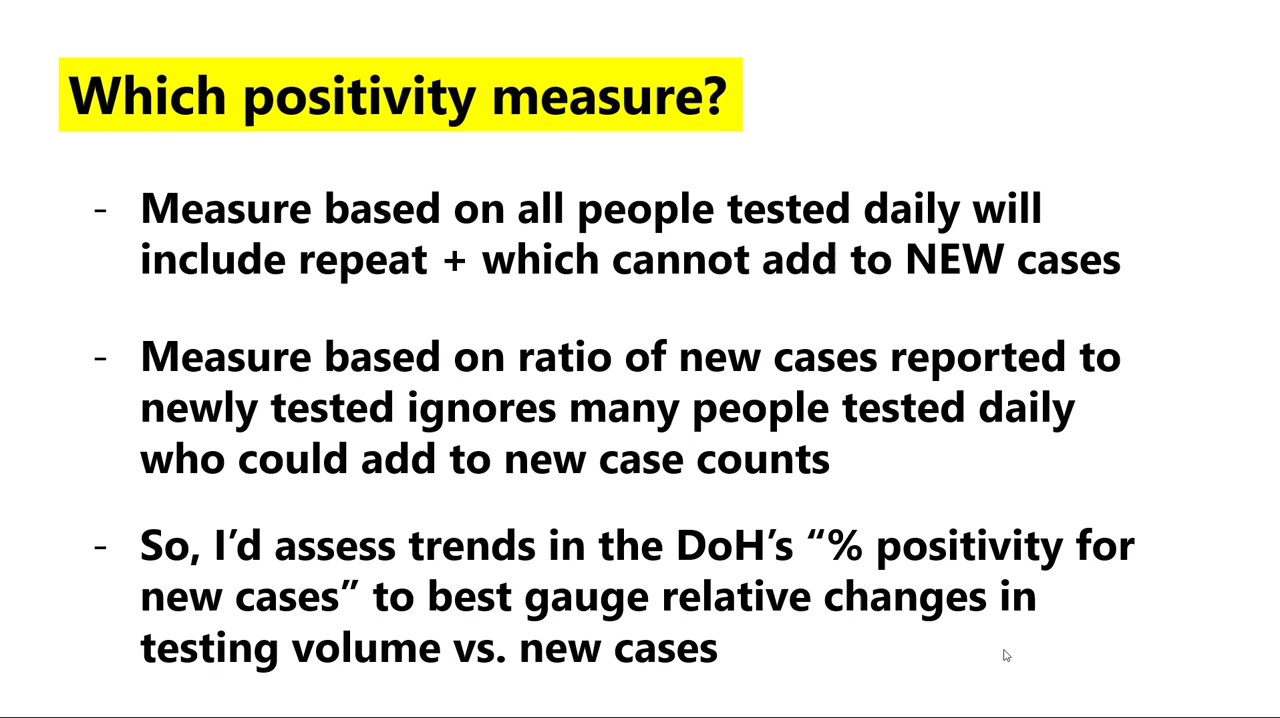 Which positivity measure?
- Measure based on all people tested daily will
include repeat + which cannot add to NEW cases
- Measure based on ratio of new cases reported to
newly tested ignores many people tested daily
who could add to new case counts
- So, I’d assess trends in the DoH’s “% positivity for
new cases” to best gauge relative changes in
testing volume vs. new cases